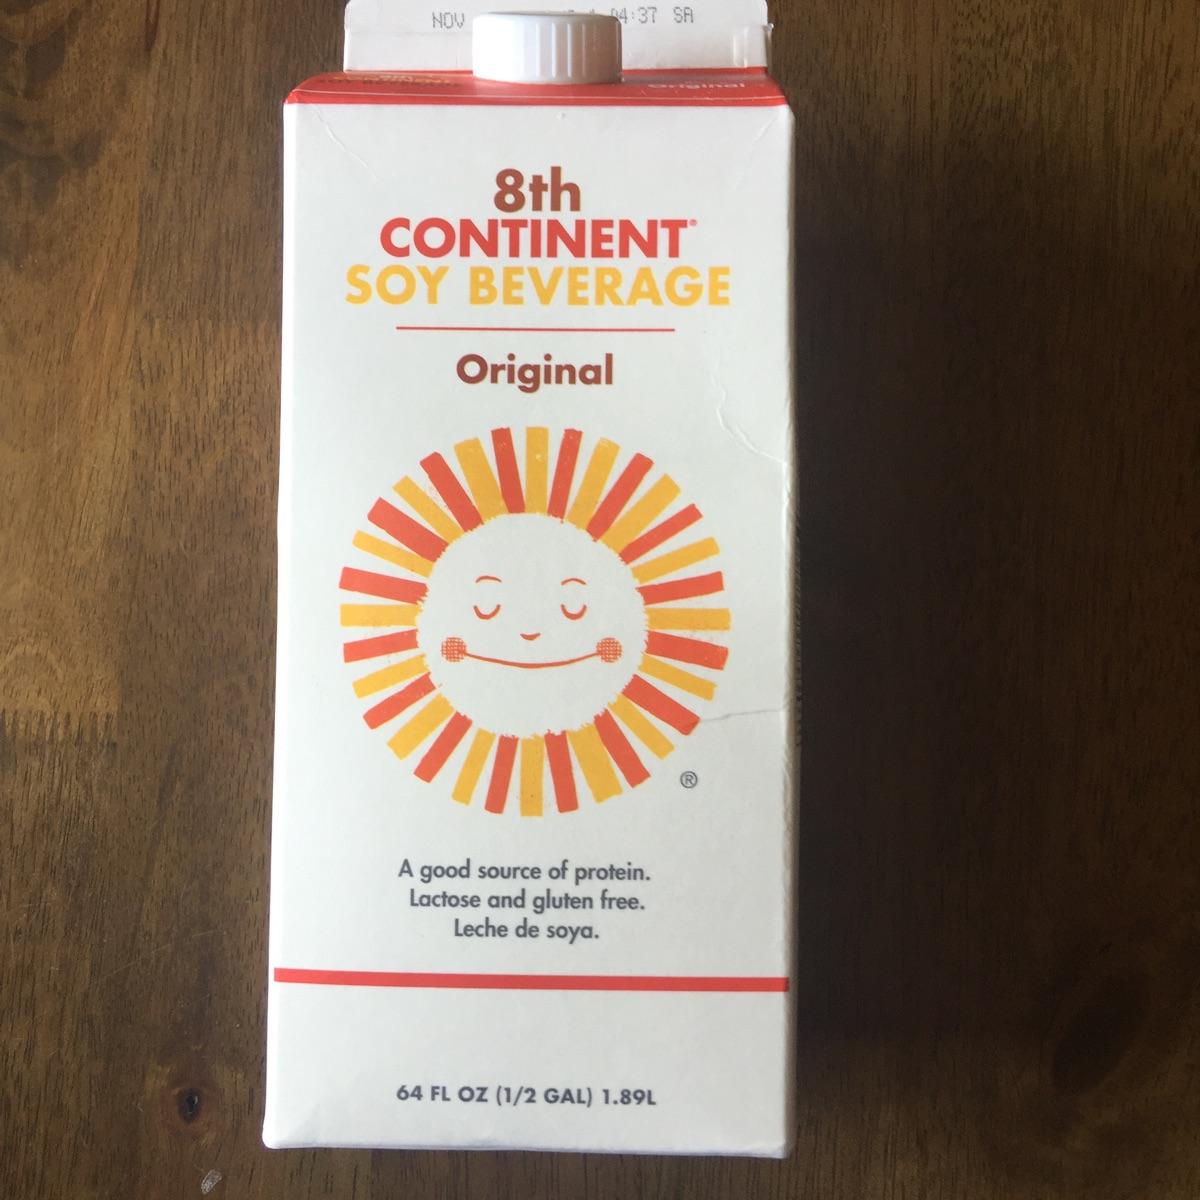 NOV 04:37 SA
Original
8th
CONTINENT®
SOY BEVERAGE
Original
®
A good source of protein.
Lactose and gluten free.
Leche de soya.
64 FL OZ (1/2 GAL) 1.89L